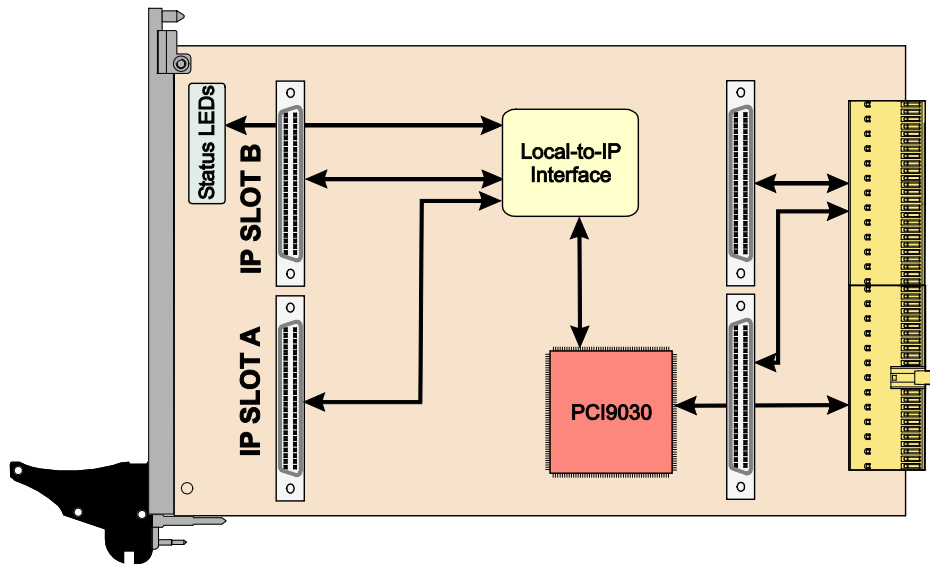 Status LEDs
IP SLOT B
Local-to-IP
Interface
IP SLOT A
PCI9030